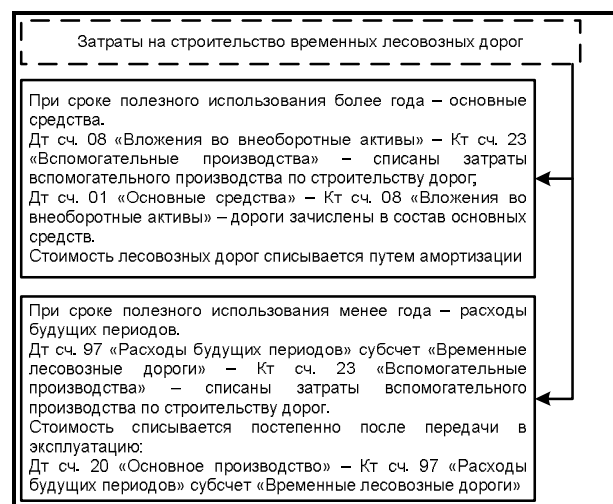 Затраты на строительство временных лесовозных дорог
При сроке полезного использования более года – основные
средства.
Дт сч. 08 «Вложения во внеоборотные активы» – Кт сч. 23
«Вспомогательные производства» – списаны затраты
вспомогательного производства по строительству дорог;
Дт сч. 01 «Основные средства» – Кт сч. 08 «Вложения во
внеоборотные активы» – дороги зачислены в состав основных
средств.
Стоимость лесовозных дорог списывается путем амортизации
При сроке полезного использования менее года – расходы
будущих периодов.
Дт сч. 97 «Расходы будущих периодов» субсчет «Временные
лесовозные дороги» – Кт сч. 23 «Вспомогательные
производства» – списаны затраты вспомогательного
производства по строительству дорог.
Стоимость списывается постепенно после передачи в
эксплуатацию:
Дт сч. 20 «Основное производство» – Кт сч. 97 «Расходы
будущих периодов» субсчет «Временные лесовозные дороги»